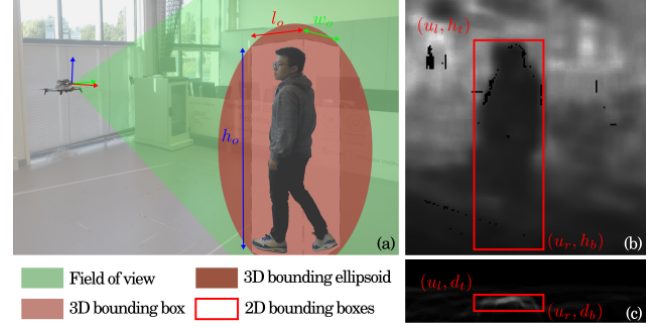 l_o
w_o
h_o
(a)
(u_l, h_t)
(u_r, h_b)
(b)
Field of view
3D bounding ellipsoid
3D bounding box
2D bounding boxes
(u_l, d_t)
(u_r, d_b)
(c)